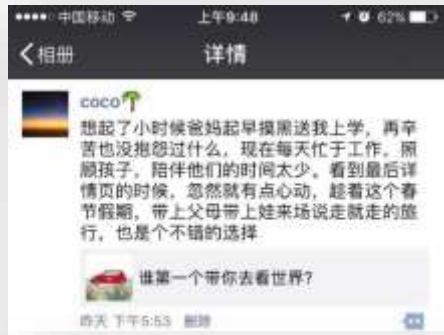 中国移动 上午9:48 62%
相册 详情
coco🌴
想起了小时候爸妈起早摸黑送我上学，再辛
苦也没抱怨过什么，现在每天忙于工作，照
顾孩子，陪伴他们的时间太少。看到最后详
情页的时候，忽然就有点心动，趁着这个春
节假期，带上父母带上娃来场说走就走的旅
行，也是个不错的选择
谁第一个带你去看世界？
昨天 下午5:53 删除